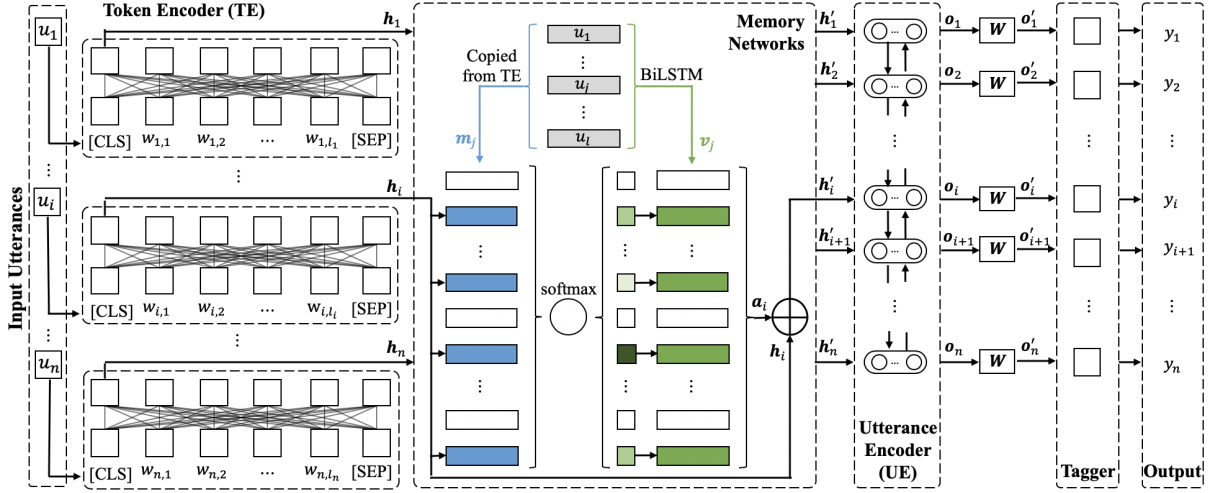 Input Utterances
u₁
⋮
uᵢ
⋮
uₙ
Token Encoder (TE)
h₁
[CLS] w₁,₁ w₁,₂ … w₁,ₗ₁ [SEP]
⋮
hᵢ
[CLS] wᵢ,₁ wᵢ,₂ … wᵢ,ₗᵢ [SEP]
⋮
hₙ
[CLS] wₙ,₁ wₙ,₂ … wₙ,ₗₙ [SEP]
Memory
Networks
Copied
from TE
u₁
⋮
uⱼ
⋮
uₗ
BiLSTM
mⱼ
vⱼ
⋮
⋮
softmax
⋮
⋮
⋮
⋮
aᵢ
hᵢ
h′₁ o₁ W o′₁ y₁
h′₂ o₂ W o′₂ y₂
⋮ ⋮ ⋮
h′ᵢ oᵢ W o′ᵢ yᵢ
h′ᵢ₊₁ oᵢ₊₁ W o′ᵢ₊₁ yᵢ₊₁
⋮ ⋮ ⋮
h′ₙ oₙ W o′ₙ yₙ
Utterance
Encoder
(UE)
Tagger
Output